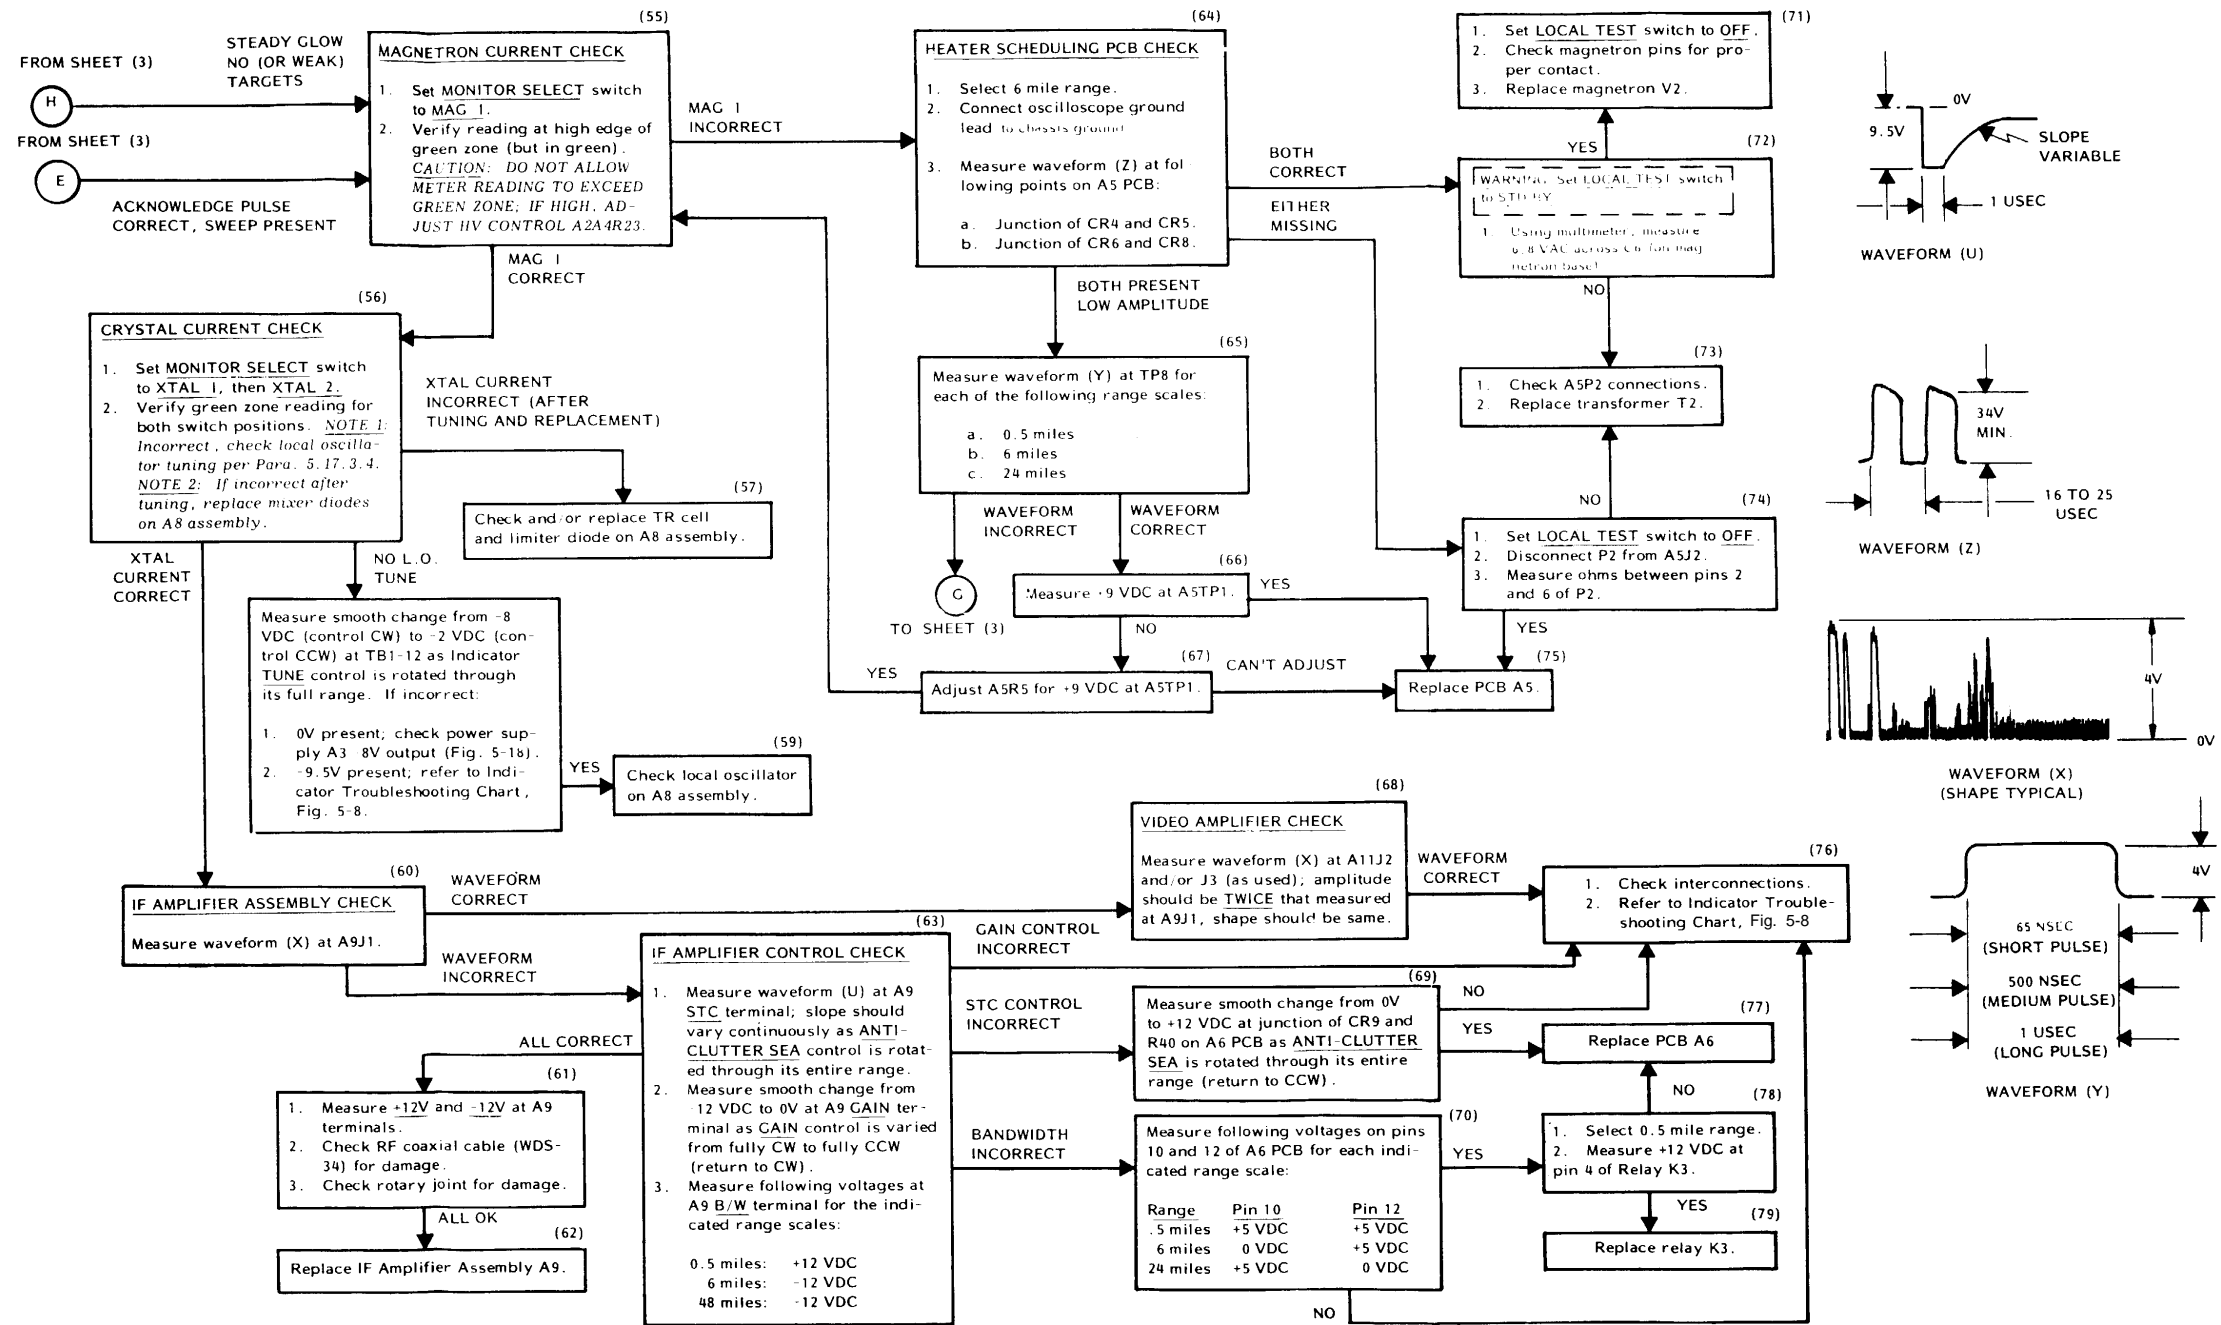 FROM SHEET (3)
H
STEADY GLOW
NO (OR WEAK)
TARGETS
FROM SHEET (3)
E
ACKNOWLEDGE PULSE
CORRECT, SWEEP PRESENT
(55)
MAGNETRON CURRENT CHECK
1. Set MONITOR SELECT switch
to MAG 1.
2. Verify reading at high edge of
green zone (but in green).
CAUTION: DO NOT ALLOW
METER READING TO EXCEED
GREEN ZONE; IF HIGH, AD-
JUST HV CONTROL A2A4R23.
MAG I
INCORRECT
MAG I
CORRECT
(56)
CRYSTAL CURRENT CHECK
1. Set MONITOR SELECT switch
to XTAL 1, then XTAL 2.
2. Verify green zone reading for
both switch positions. NOTE 1:
Incorrect, check local oscilla-
tor tuning per Para. 5.17.3.4.
NOTE 2: If incorrect after
tuning, replace mixer diodes
on A8 assembly.
XTAL CURRENT
INCORRECT (AFTER
TUNING AND REPLACEMENT)
(57)
Check and/or replace TR cell
and limiter diode on A8 assembly.
XTAL
CURRENT
CORRECT
NO L.O.
TUNE
Measure smooth change from -8
VDC (control CW) to -2 VDC (con-
trol CCW) at TB1-12 as Indicator
TUNE control is rotated through
its full range. If incorrect:
1. 0V present; check power sup-
ply A3 -8V output (Fig. 5-18).
2. -9.5V present; refer to Indi-
cator Troubleshooting Chart,
Fig. 5-8.
YES
(59)
Check local oscillator
on A8 assembly.
(60)
IF AMPLIFIER ASSEMBLY CHECK
Measure waveform (X) at A9J1.
WAVEFORM
CORRECT
WAVEFORM
INCORRECT
ALL CORRECT
(61)
1. Measure +12V and -12V at A9
terminals.
2. Check RF coaxial cable (WDS-
34) for damage.
3. Check rotary joint for damage.
ALL OK
(62)
Replace IF Amplifier Assembly A9.
(63)
IF AMPLIFIER CONTROL CHECK
1. Measure waveform (U) at A9
STC terminal; slope should
vary continuously as ANTI-
CLUTTER SEA control is rotat-
ed through its entire range.
2. Measure smooth change from
-12 VDC to 0V at A9 GAIN ter-
minal as GAIN control is varied
from fully CW to fully CCW
(return to CW).
3. Measure following voltages at
A9 B/W terminal for the indi-
cated range scales:
0.5 miles: +12 VDC
6 miles: -12 VDC
48 miles: -12 VDC
(64)
HEATER SCHEDULING PCB CHECK
1. Select 6 mile range.
2. Connect oscilloscope ground
lead to chassis ground
3. Measure waveform (Z) at fol
lowing points on A5 PCB:
a. Junction of CR4 and CR5.
b. Junction of CR6 and CR8.
BOTH
CORRECT
EITHER
MISSING
BOTH PRESENT
LOW AMPLITUDE
(65)
Measure waveform (Y) at TP8 for
each of the following range scales:
a. 0.5 miles
b. 6 miles
c. 24 miles
WAVEFORM
INCORRECT
WAVEFORM
CORRECT
G
TO SHEET (3)
(66)
Measure +9 VDC at A5TP1.
YES
NO
(67)
Adjust A5R5 for +9 VDC at A5TP1.
YES
CAN'T ADJUST
(68)
VIDEO AMPLIFIER CHECK
Measure waveform (X) at A11J2
and/or J3 (as used); amplitude
should be TWICE that measured
at A9J1, shape should be same.
WAVEFORM
CORRECT
GAIN CONTROL
INCORRECT
STC CONTROL
INCORRECT
(69)
Measure smooth change from 0V
to +12 VDC at junction of CR9 and
R40 on A6 PCB as ANTI-CLUTTER
SEA is rotated through its entire
range (return to CCW).
NO
YES
BANDWIDTH
INCORRECT
(70)
Measure following voltages on pins
10 and 12 of A6 PCB for each indi-
cated range scale:
Range Pin 10 Pin 12
.5 miles +5 VDC +5 VDC
6 miles 0 VDC +5 VDC
24 miles +5 VDC 0 VDC
YES
NO
(71)
1. Set LOCAL TEST switch to OFF.
2. Check magnetron pins for pro-
per contact.
3. Replace magnetron V2.
YES
(72)
WARNING: Set LOCAL TEST switch
to STD BY
1. Using multimeter, measure
6.8 VAC across C6 (on mag
netron base)
NO
(73)
1. Check A5P2 connections.
2. Replace transformer T2.
NO
(74)
1. Set LOCAL TEST switch to OFF.
2. Disconnect P2 from A5J2.
3. Measure ohms between pins 2
and 6 of P2.
YES
(75)
Replace PCB A5.
(76)
1. Check interconnections.
2. Refer to Indicator Trouble-
shooting Chart, Fig. 5-8
(77)
Replace PCB A6
NO
(78)
1. Select 0.5 mile range.
2. Measure +12 VDC at
pin 4 of Relay K3.
YES
(79)
Replace relay K3.
0V
9.5V
SLOPE
VARIABLE
1 USEC
WAVEFORM (U)
34V
MIN.
16 TO 25
USEC
WAVEFORM (Z)
4V
0V
WAVEFORM (X)
(SHAPE TYPICAL)
4V
65 NSEC
(SHORT PULSE)
500 NSEC
(MEDIUM PULSE)
1 USEC
(LONG PULSE)
WAVEFORM (Y)